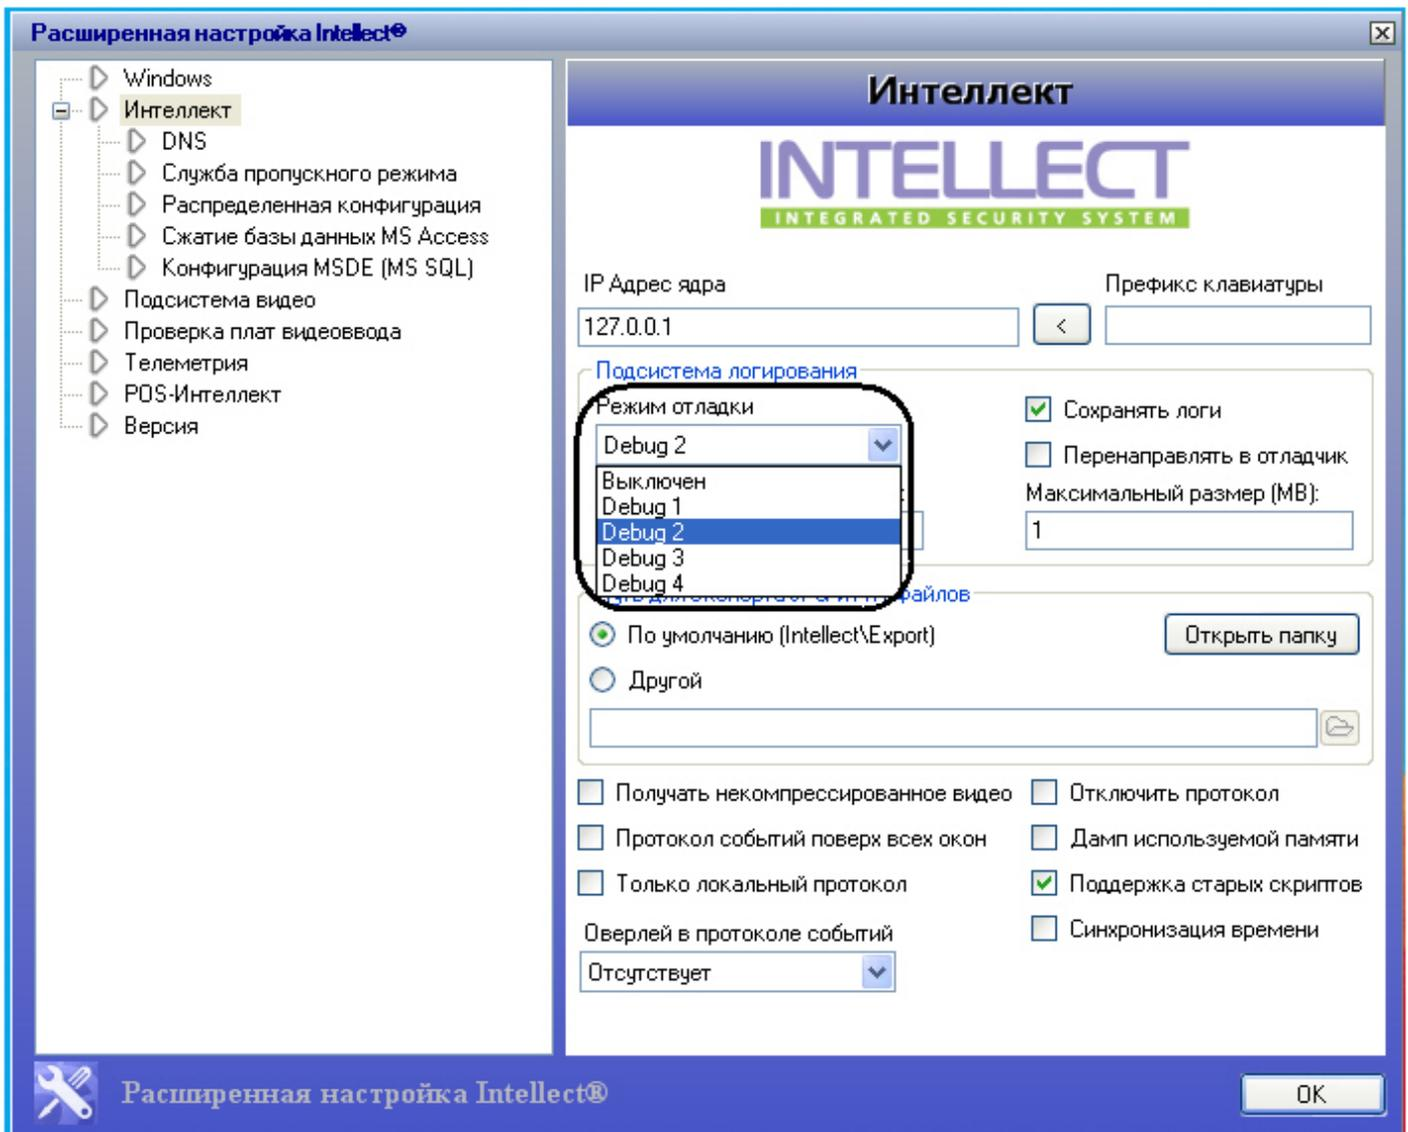 Расширенная настройка Intellect®
Windows
Интеллект
DNS
Служба пропускного режима
Распределенная конфигурация
Сжатие базы данных MS Access
Конфигурация MSDE (MS SQL)
Подсистема видео
Проверка плат видеоввода
Телеметрия
POS-Интеллект
Версия
Интеллект
INTELLECT
INTEGRATED SECURITY SYSTEM
IP Адрес ядра
Префикс клавиатуры
127.0.0.1
<
Подсистема логирования
Режим отладки
Debug 2
Выключен
Debug 1
Debug 2
Debug 3
Debug 4
Сохранять логи
Перенаправлять в отладчик
Максимальный размер (MB):
1
файлов
По умолчанию (Intellect\Export)
Открыть папку
Другой
Получать некомпрессированное видео
Отключить протокол
Протокол событий поверх всех окон
Дамп используемой памяти
Только локальный протокол
Поддержка старых скриптов
Синхронизация времени
Оверлей в протоколе событий
Отсутствует
Расширенная настройка Intellect®
OK